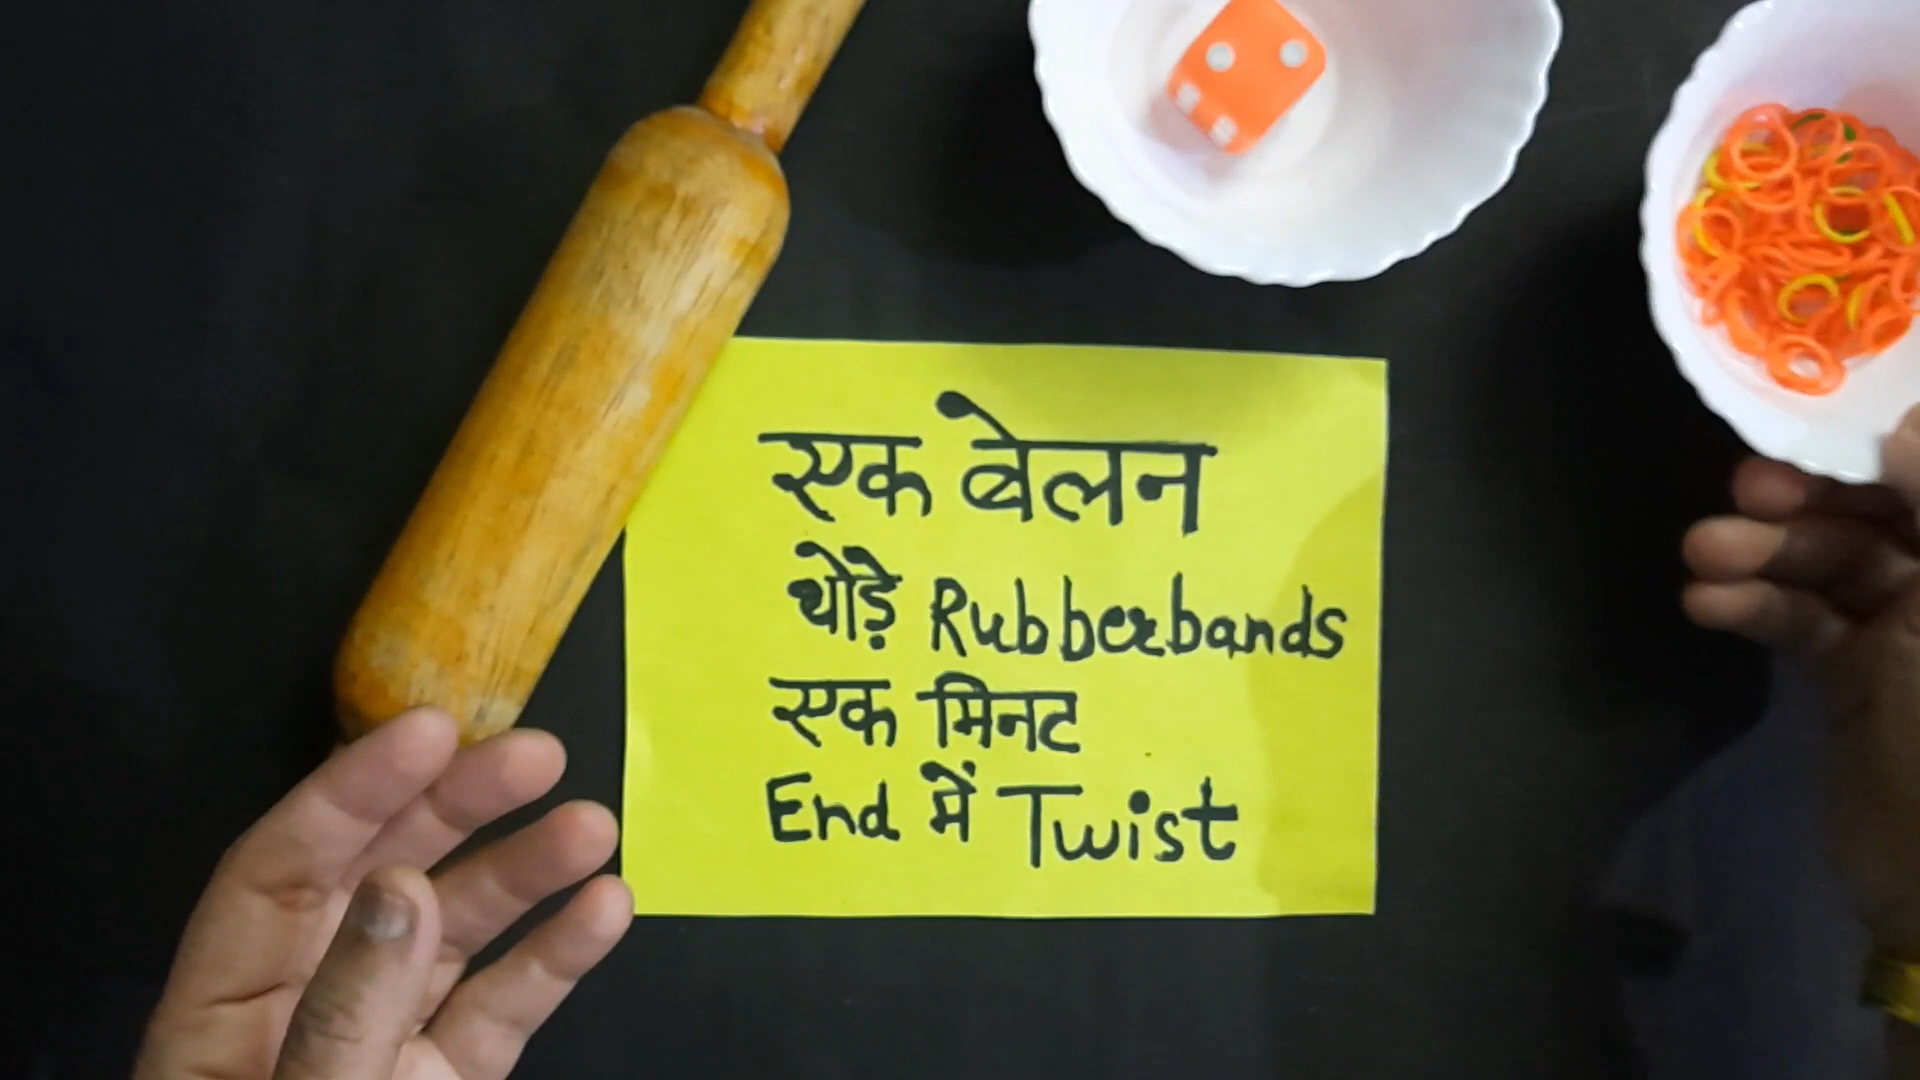 एक बेलन
थोड़े Rubberbands
एक मिनट
End में Twist